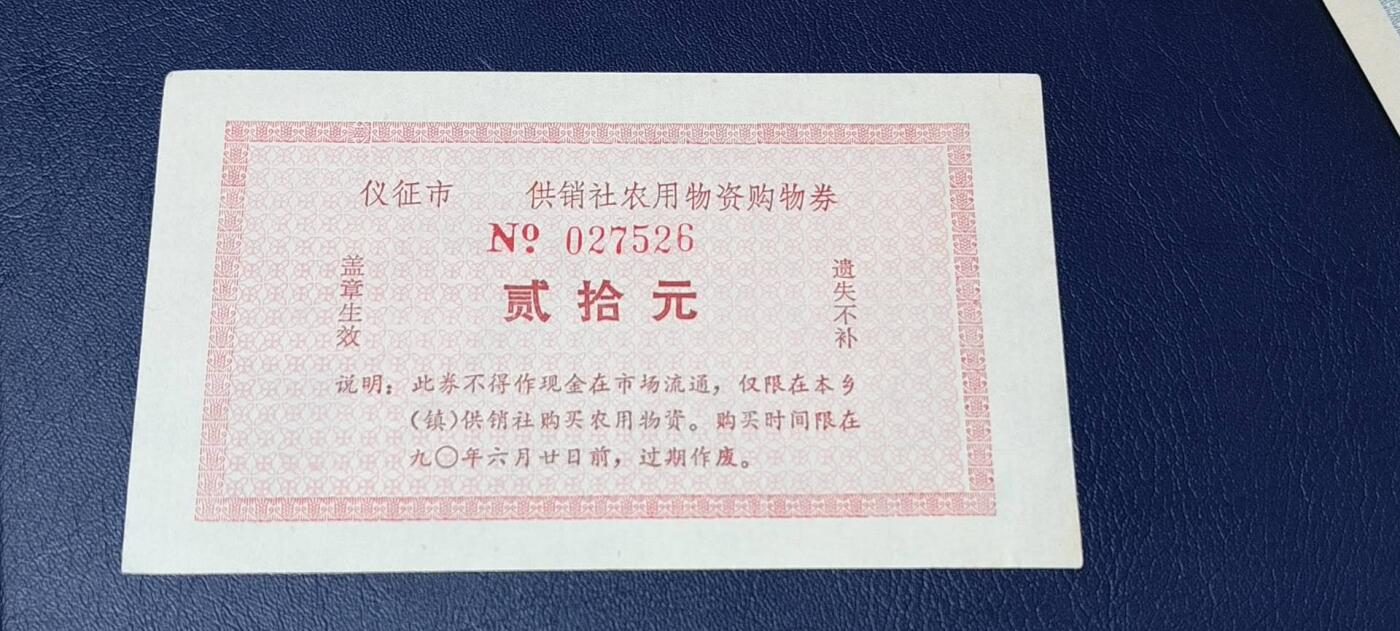 仪征市 供销社农用物资购物券
No 027526
盖章生效
贰拾元
遗失不补
说明：此券不得作现金在市场流通，仅限在本乡
(镇)供销社购买农用物资。购买时间限在
九〇年六月廿日前，过期作废。